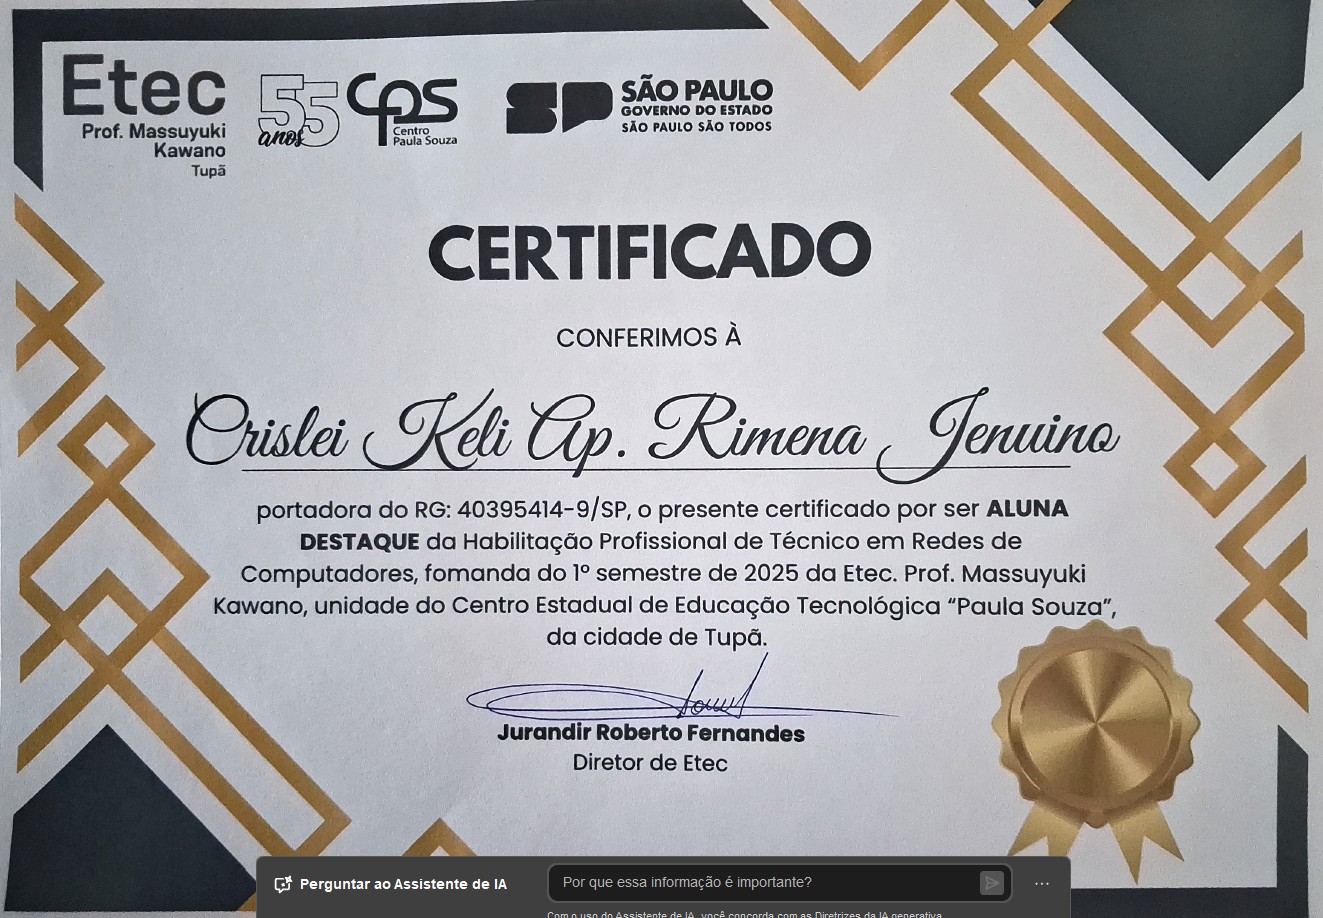 Etec
Prof. Massuyuki
Kawano
Tupã
55
anos
CPS
Centro
Paula Souza
SP
SÃO PAULO
GOVERNO DO ESTADO
SÃO PAULO SÃO TODOS
CERTIFICADO
CONFERIMOS À
Crislei Keli Ap. Rimena Jenuino
portadora do RG: 40395414-9/SP, o presente certificado por ser ALUNA
DESTAQUE da Habilitação Profissional de Técnico em Redes de
Computadores, fomanda do 1º semestre de 2025 da Etec. Prof. Massuyuki
Kawano, unidade do Centro Estadual de Educação Tecnológica “Paula Souza”,
da cidade de Tupã.
Jurandir Roberto Fernandes
Diretor de Etec
Perguntar ao Assistente de IA
Por que essa informação é importante?
Com o uso do Assistente de IA, você concorda com as Diretrizes da IA generativa